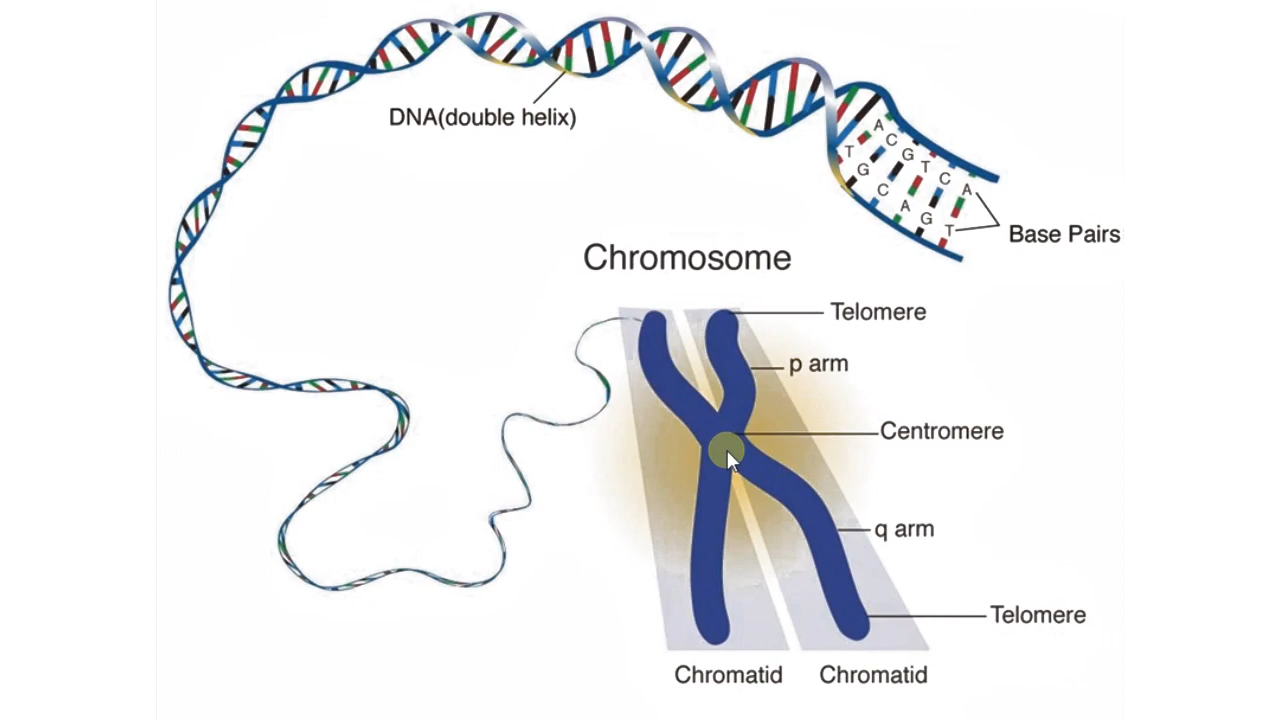 DNA(double helix)
A
C
G
T
C
A
T
G
C
A
G
T
Base Pairs
Chromosome
Telomere
p arm
Centromere
q arm
Telomere
Chromatid Chromatid